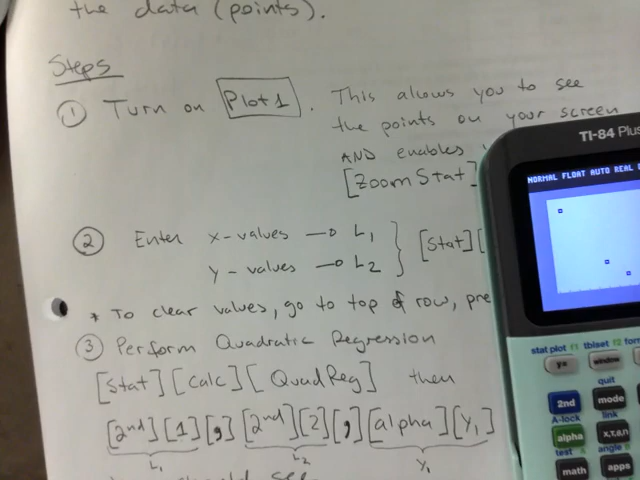 the data (points).
Steps
① Turn on Plot1. This allows you to see
the points on your screen
AND enables
[ZoomStat]
② Enter x-values → L₁ } [Stat][
y-values → L₂
* To clear values, go to top of row, pre
③ Perform Quadratic Regression
[Stat][Calc][QuadReg] then
[2nd][1][,][2nd][2][,][alpha][Y₁]
L₁ L₂ Y₁
should see
TI-84 Plus
NORMAL FLOAT AUTO REAL
stat plot f1 tblset f2 form
y= window
quit
2nd mode
A-lock link
alpha X,T,θ,n
test A angle B
math apps